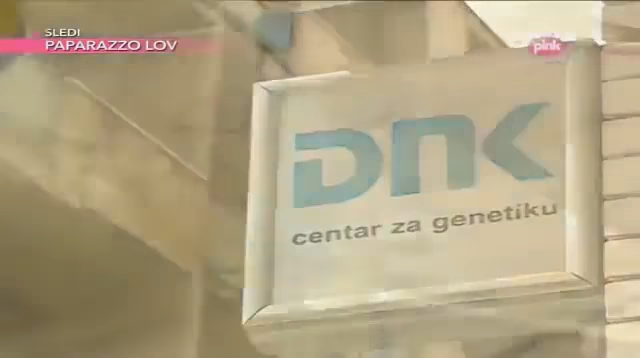 SLEDI
PAPARAZZO LOV
pink
DNK
centar za genetiku